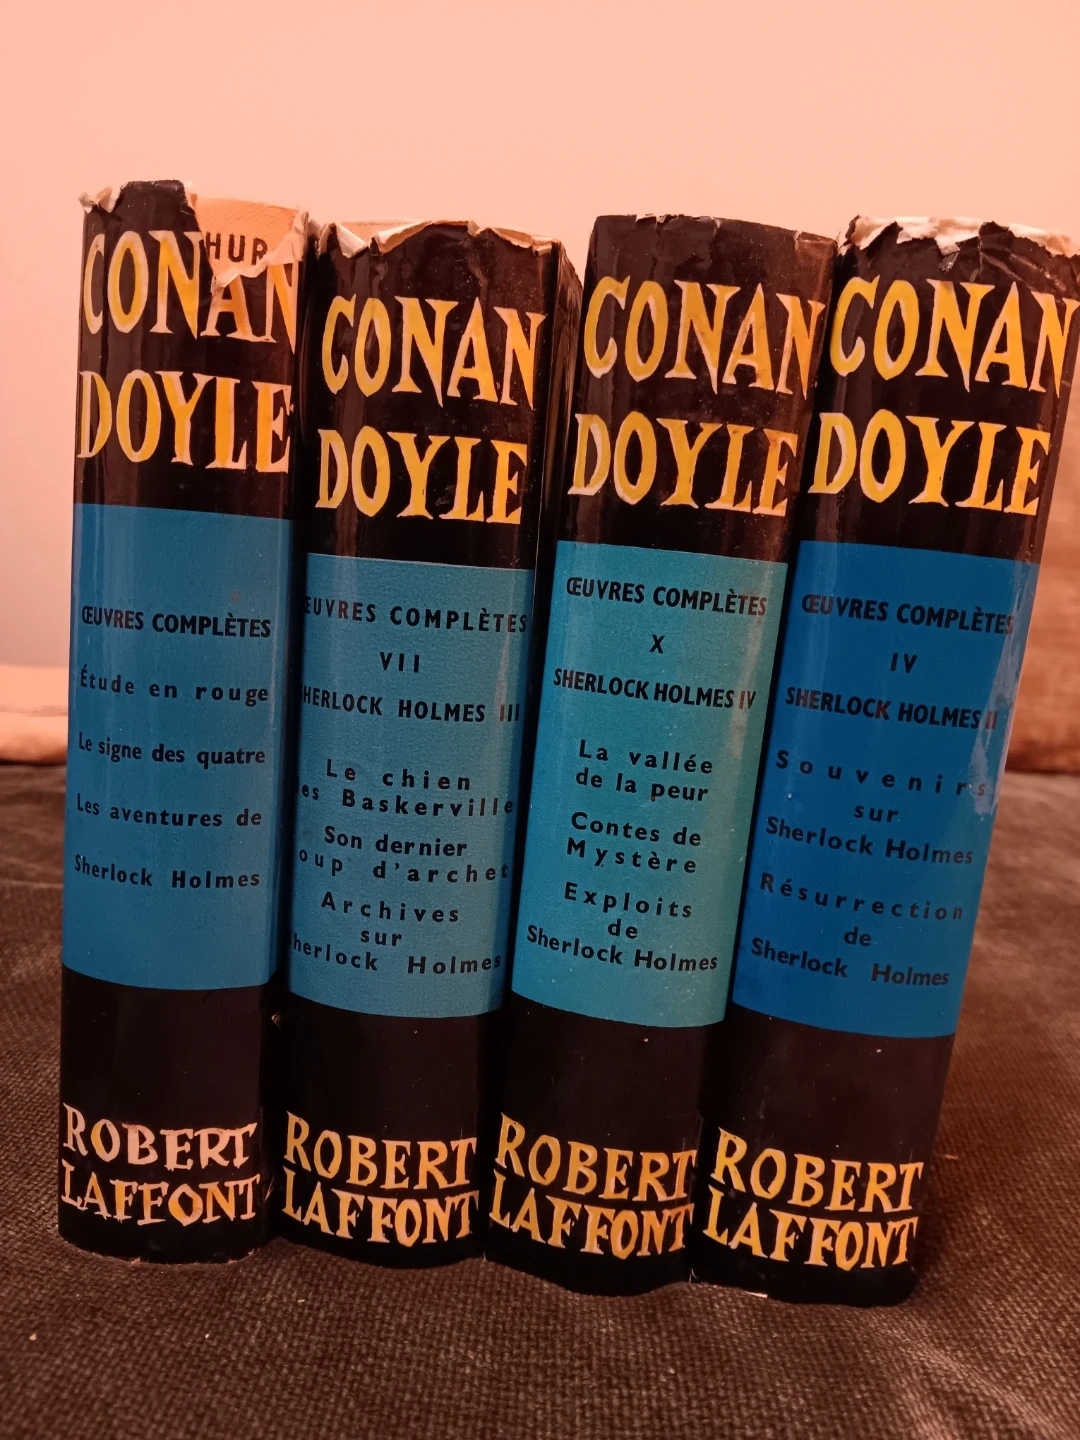 HUR
CONAN
DOYLE
ŒUVRES COMPLÈTES
Étude en rouge
Le signe des quatre
Les aventures de
Sherlock Holmes
ROBERT
LAFFONT
CONAN
DOYLE
ŒUVRES COMPLÈTES
VII
SHERLOCK HOLMES III
Le chien
es Baskerville
Son dernier
oup d'archet
Archives
sur
herlock Holmes
ROBERT
LAFFONT
CONAN
DOYLE
ŒUVRES COMPLÈTES
X
SHERLOCK HOLMES IV
La vallée
de la peur
Contes de
Mystère
Exploits
de
Sherlock Holmes
ROBERT
LAFFONT
CONAN
DOYLE
ŒUVRES COMPLÈTES
IV
SHERLOCK HOLMES II
Souvenirs
sur
Sherlock Holmes
Résurrection
de
Sherlock Holmes
ROBERT
LAFFONT